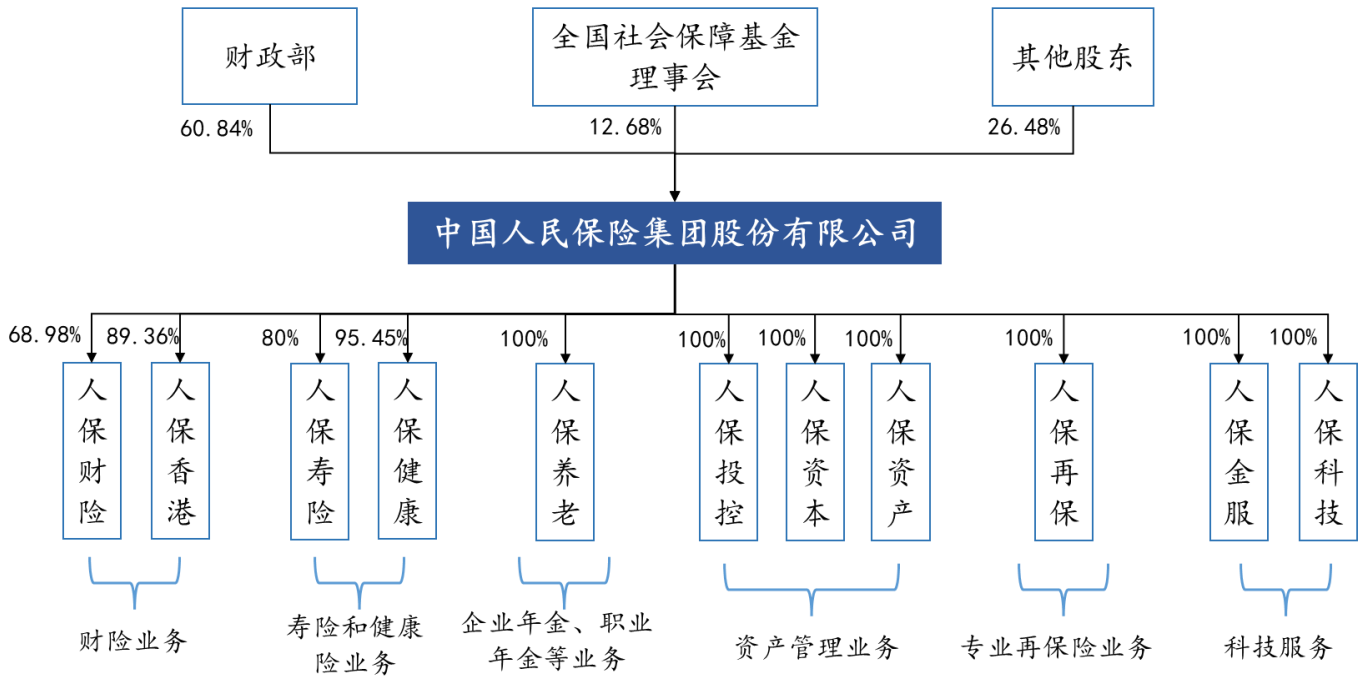 财政部
全国社会保障基金
理事会
其他股东
60.84%
12.68%
26.48%
中国人民保险集团股份有限公司
68.98%
89.36%
80%
95.45%
100%
100%
100%
100%
100%
100%
100%
人保财险
人保香港
人保寿险
人保健康
人保养老
人保投控
人保资本
人保资产
人保再保
人保金服
人保科技
财险业务
寿险和健康
险业务
企业年金、职业
年金等业务
资产管理业务
专业再保险业务
科技服务